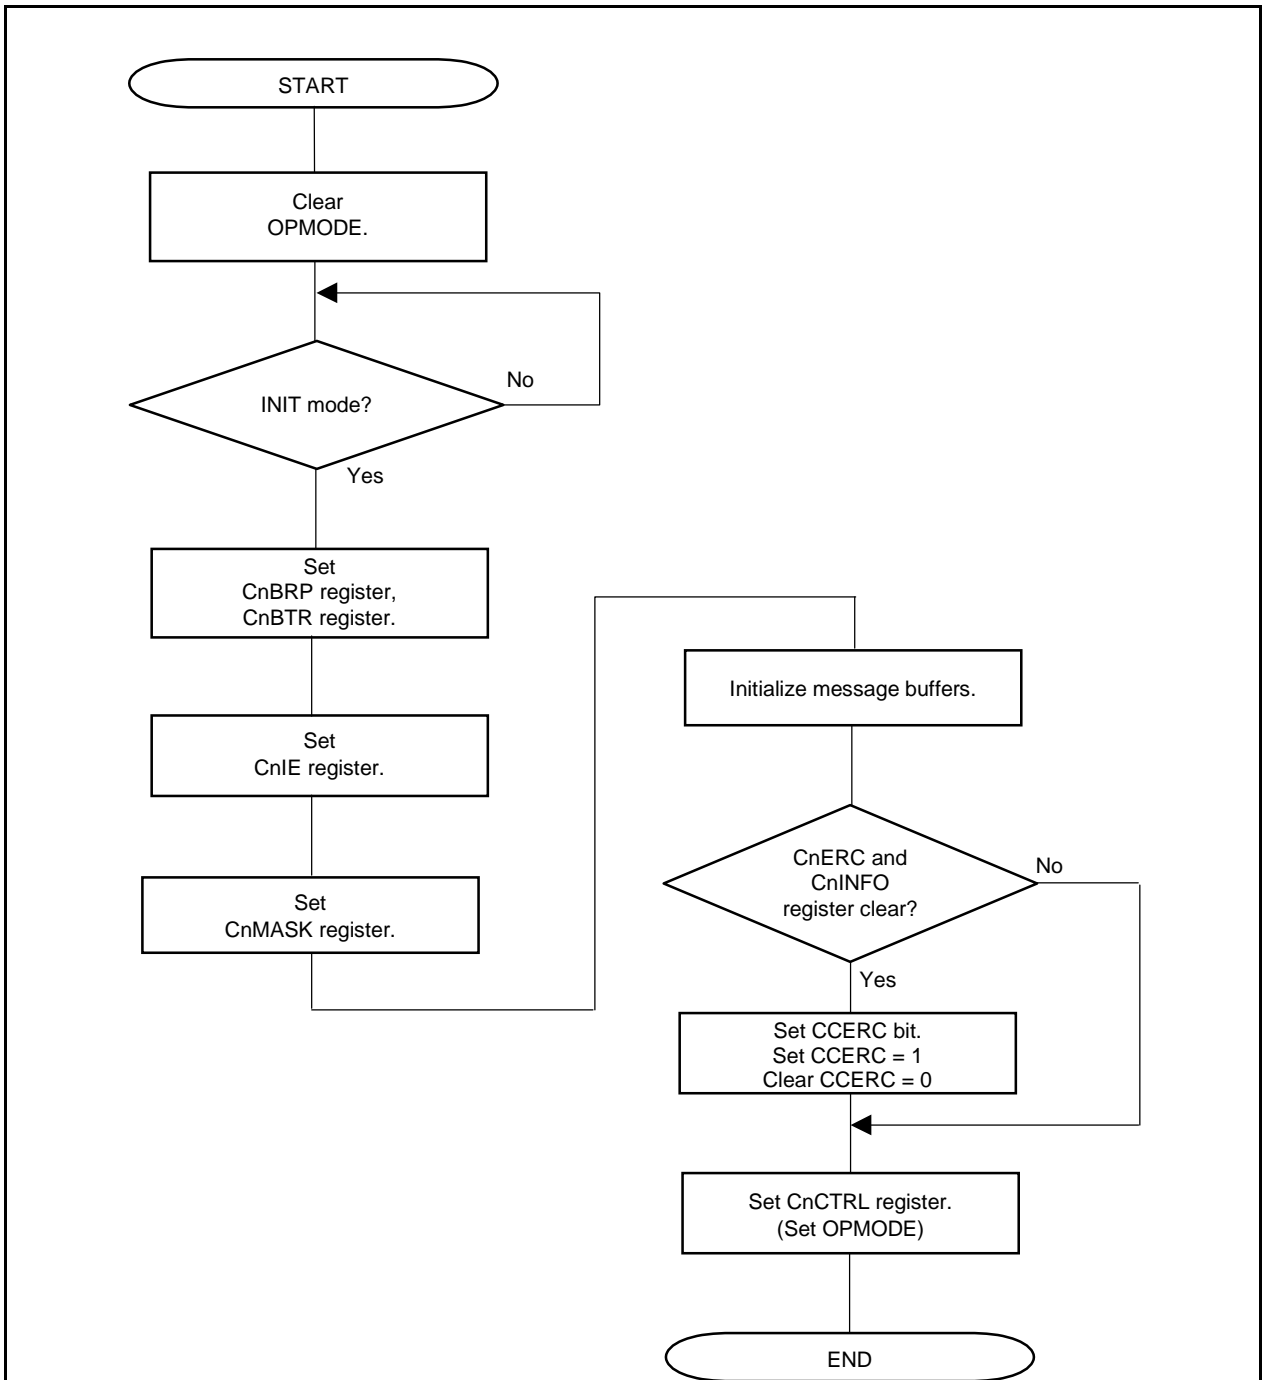 START
Clear
OPMODE.
INIT mode?
No
Yes
Set
CnBRP register,
CnBTR register.
Set
CnIE register.
Set
CnMASK register.
Initialize message buffers.
CnERC and
CnINFO
register clear?
No
Yes
Set CCERC bit.
Set CCERC = 1
Clear CCERC = 0
Set CnCTRL register.
(Set OPMODE)
END